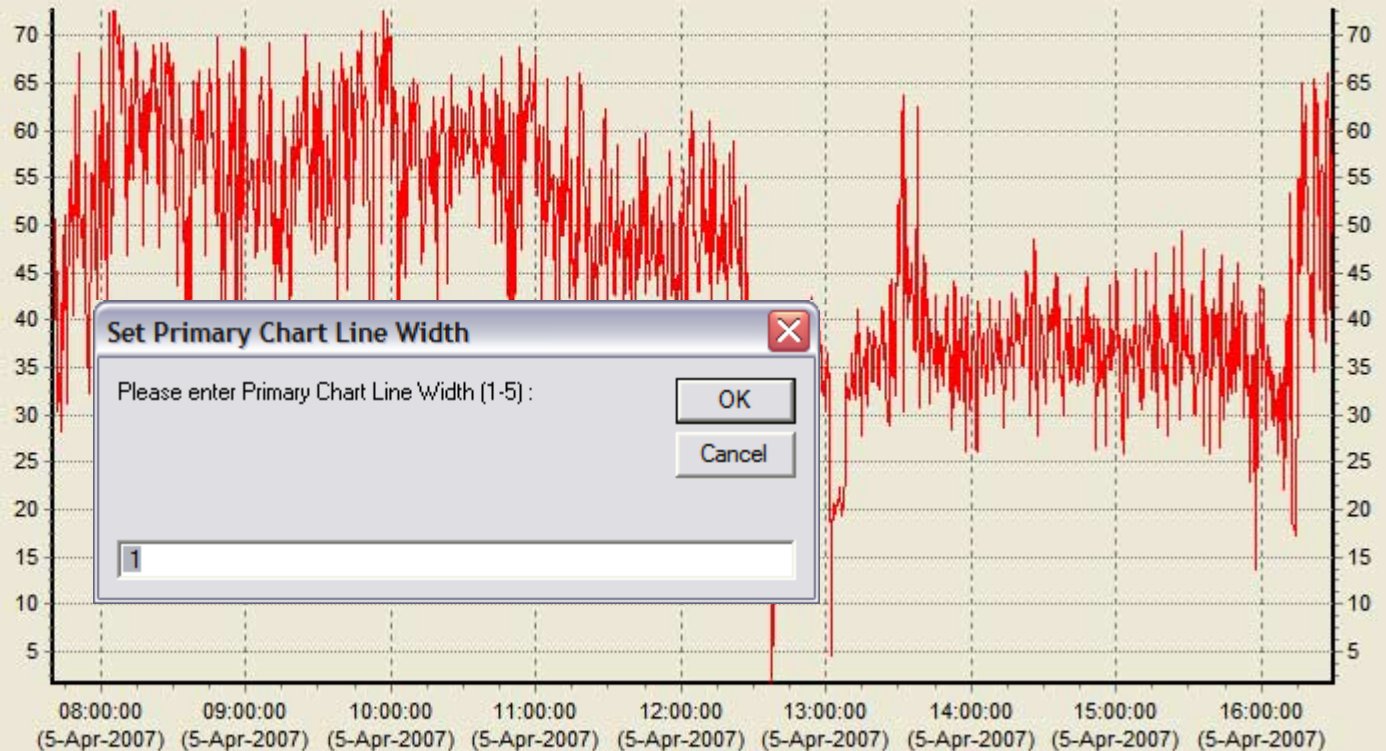 70 70
65 65
60 60
55 55
50 50
45 45
40 40
Set Primary Chart Line Width
35 35
Please enter Primary Chart Line Width (1-5) :
OK
30 30
Cancel
25 25
20 20
15 15
1
10 10
5 5
08:00:00 09:00:00 10:00:00 11:00:00 12:00:00 13:00:00 14:00:00 15:00:00 16:00:00
(5-Apr-2007) (5-Apr-2007) (5-Apr-2007) (5-Apr-2007) (5-Apr-2007) (5-Apr-2007) (5-Apr-2007) (5-Apr-2007) (5-Apr-2007)